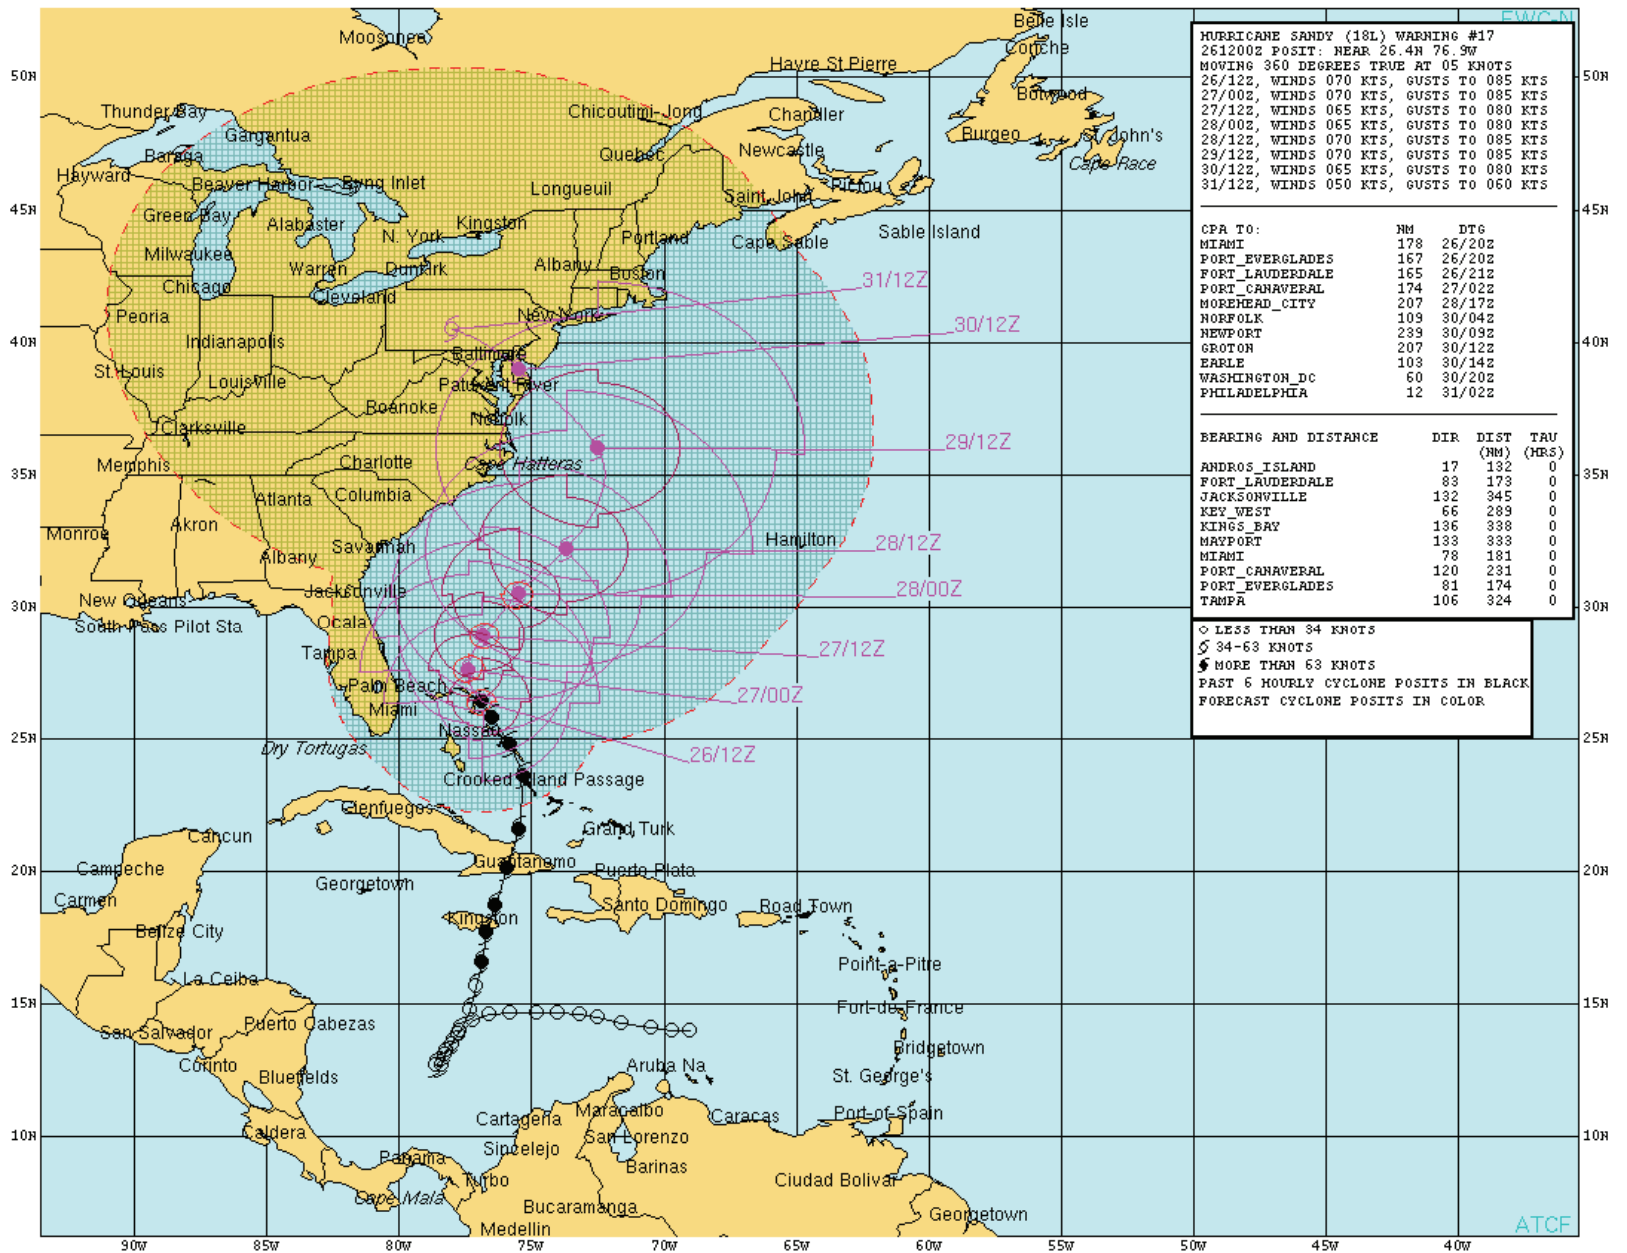 FWC-N
HURRICANE SANDY (18L) WARNING #17
261200Z POSIT: NEAR 26.4N 76.9W
MOVING 360 DEGREES TRUE AT 05 KNOTS
26/12Z, WINDS 070 KTS, GUSTS TO 085 KTS
27/00Z, WINDS 070 KTS, GUSTS TO 085 KTS
27/12Z, WINDS 065 KTS, GUSTS TO 080 KTS
28/00Z, WINDS 065 KTS, GUSTS TO 080 KTS
28/12Z, WINDS 070 KTS, GUSTS TO 085 KTS
29/12Z, WINDS 070 KTS, GUSTS TO 085 KTS
30/12Z, WINDS 065 KTS, GUSTS TO 080 KTS
31/12Z, WINDS 050 KTS, GUSTS TO 060 KTS
CPA TO: NM DTG
MIAMI 178 26/20Z
PORT_EVERGLADES 167 26/20Z
FORT_LAUDERDALE 165 26/21Z
PORT_CANAVERAL 174 27/02Z
MOREHEAD_CITY 207 28/17Z
NORFOLK 109 30/04Z
NEWPORT 239 30/09Z
GROTON 207 30/12Z
EARLE 103 30/14Z
WASHINGTON_DC 60 30/20Z
PHILADELPHIA 12 31/02Z
BEARING AND DISTANCE DIR DIST TAU
(NM) (HRS)
ANDROS_ISLAND 17 132 0
FORT_LAUDERDALE 83 173 0
JACKSONVILLE 132 345 0
KEY_WEST 66 289 0
KINGS_BAY 136 338 0
MAYPORT 133 333 0
MIAMI 78 181 0
PORT_CANAVERAL 120 231 0
PORT_EVERGLADES 81 174 0
TAMPA 106 324 0
LESS THAN 34 KNOTS
34-63 KNOTS
MORE THAN 63 KNOTS
PAST 6 HOURLY CYCLONE POSITS IN BLACK
FORECAST CYCLONE POSITS IN COLOR
Belle Isle
Moosonee
Conche
Havre St Pierre
50N
50N
Botwood
Thunder Bay
Chicoutimi-Jong
Chandler
Gargantua
Burgeo
St. John's
Baraga
Quebec
Newcastle
Cape Race
Hayward
Beaver Harbor
Byng Inlet
Longueuil
Saint John
Pictou
45N
45N
Green Bay
Alabaster
Kingston
N. York
Portland
Cape Sable
Sable Island
Milwaukee
Warren
Dunkirk
Albany
Boston
Chicago
Cleveland
31/12Z
Peoria
New York
30/12Z
40N
40N
Indianapolis
Baltimore
St. Louis
Louisville
Patuxent River
Roanoke
Norfolk
Clarksville
29/12Z
Memphis
Charlotte
Cape Hatteras
35N
35N
Atlanta
Columbia
Monroe
Akron
Savannah
Hamilton
28/12Z
Albany
Jacksonville
28/00Z
New Orleans
30N
30N
South Pass Pilot Sta
Ocala
Tampa
27/12Z
Palm Beach
27/00Z
Miami
Nassau
25N
25N
Dry Tortugas
26/12Z
Crooked Island Passage
Cienfuegos
Grand Turk
Cancun
Campeche
Guantanamo
Puerto Plata
20N
20N
Georgetown
Carmen
Kingston
Santo Domingo
Road Town
Belize City
Point-a-Pitre
La Ceiba
15N
15N
Fort-de-France
San Salvador
Puerto Cabezas
Bridgetown
Corinto
Bluefields
Aruba Na
St. George's
Cartagena
Maracaibo
Caracas
Port-of-Spain
10N
10N
Caldera
San Lorenzo
Sincelejo
Panama
Barinas
Turbo
Ciudad Bolivar
Cape Mala
Bucaramanga
Georgetown
Medellin
ATCF
90W 85W 80W 75W 70W 65W 60W 55W 50W 45W 40W